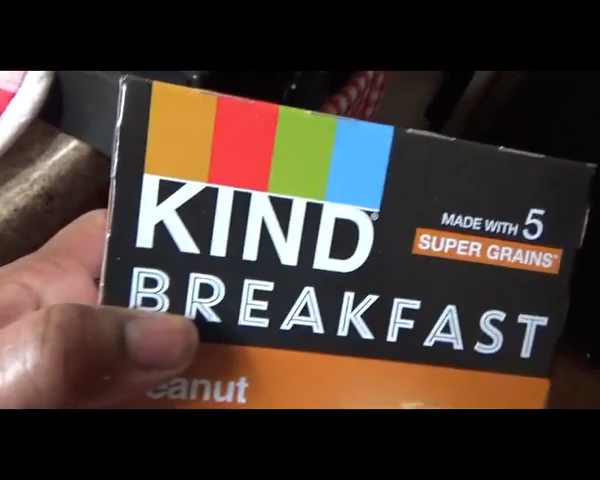 KIND®
MADE WITH 5
SUPER GRAINS*
BREAKFAST
eanut